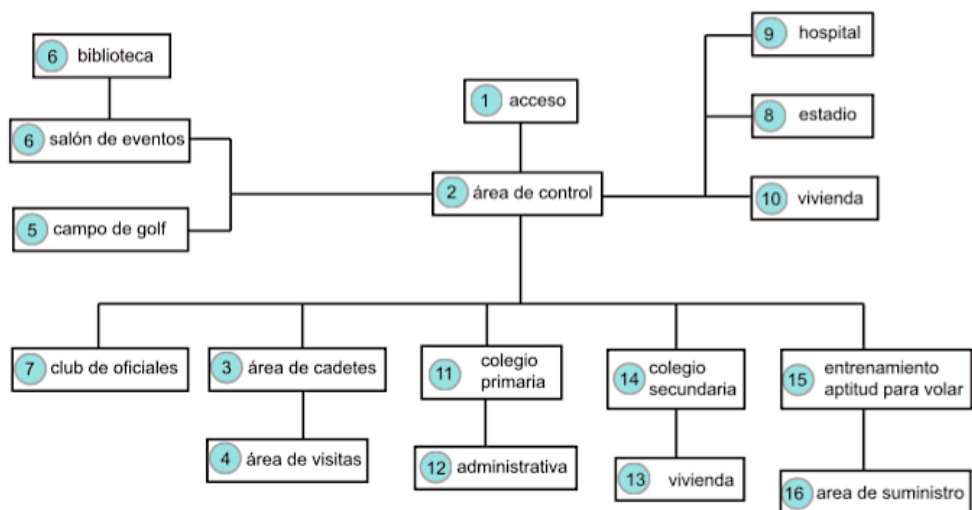 6 biblioteca
9 hospital
1 acceso
8 estadio
6 salón de eventos
2 área de control
10 vivienda
5 campo de golf
7 club de oficiales
3 área de cadetes
11 colegio
primaria
14 colegio
secundaria
15 entrenamiento
aptitud para volar
4 área de visitas
12 administrativa
13 vivienda
16 area de suministro